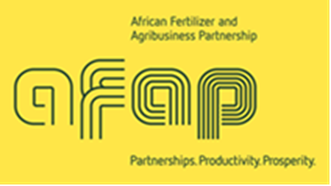 African Fertilizer and
Agribusiness Partnership
afap
Partnerships. Productivity. Prosperity.